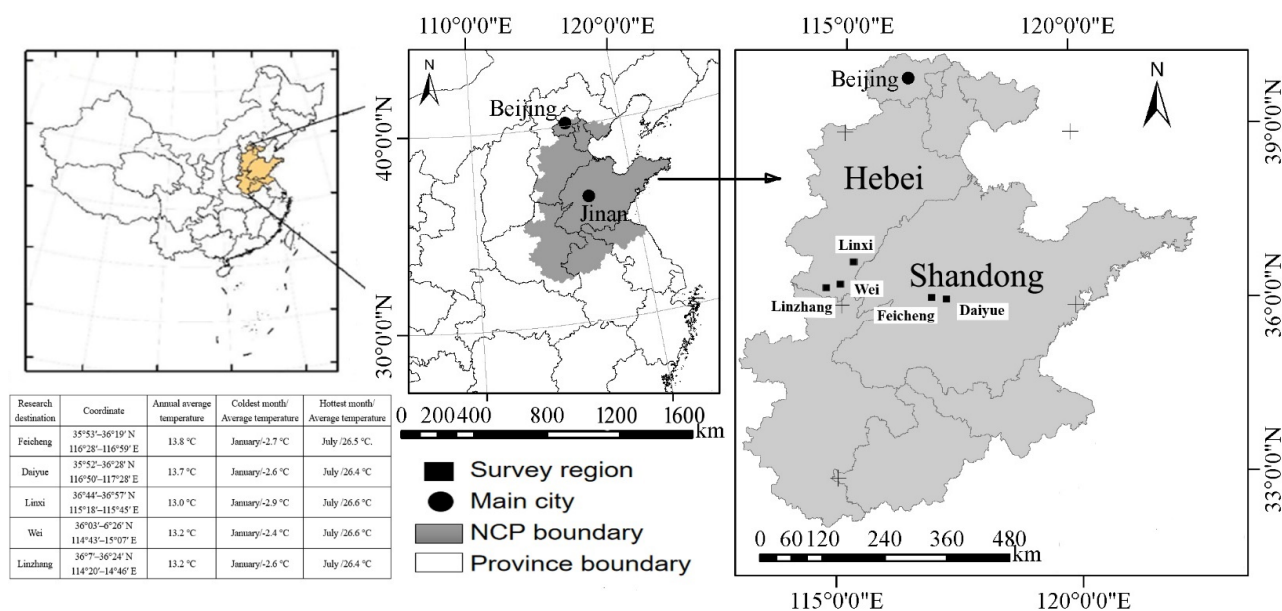 110°0'0"E 120°0'0"E
N
Beijing
Jinan
40°0'0"N
30°0'0"N
0 200 400 800 1200 1600
km
Survey region
Main city
NCP boundary
Province boundary
115°0'0"E 120°0'0"E
N
Beijing
Hebei
Linxi
Shandong
Wei
Linzhang
Feicheng
Daiyue
39°0'0"N
36°0'0"N
33°0'0"N
0 60 120 240 360 480
km
115°0'0"E 120°0'0"E
Research destination Coordinate Annual average temperature Coldest month/ Average temperature Hottest month/ Average temperature
Feicheng 35°53′–36°19′ N 116°28′–116°59′ E 13.8 °C January/-2.7 °C July /26.5 °C.
Daiyue 35°52′–36°28′ N 116°50′–117°28′ E 13.7 °C January/-2.6 °C July /26.4 °C
Linxi 36°44′–36°57′ N 115°18′–115°45′ E 13.0 °C January/-2.9 °C July /26.6 °C
Wei 36°03′–6°26′ N 114°43′–15°07′ E 13.2 °C January/-2.4 °C July /26.6 °C
Linzhang 36°7′–36°24′ N 114°20′–14°46′ E 13.2 °C January/-2.6 °C July /26.4 °C